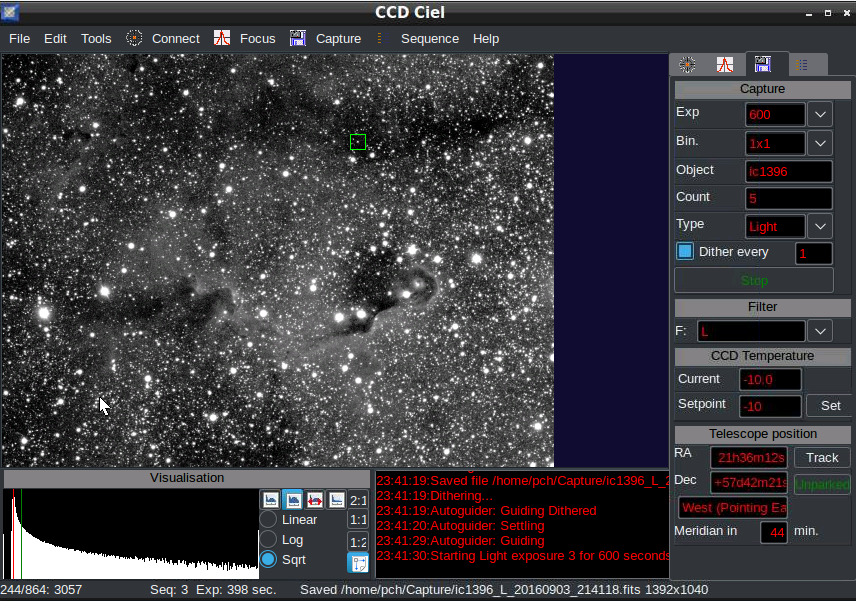 CCD Ciel
File Edit Tools Connect Focus Capture Sequence Help
Capture
Exp 600
Bin. 1x1
Object ic1396
Count 5
Type Light
Dither every 1
Stop
Filter
F: L
CCD Temperature
Current -10.0
Setpoint -10 Set
Telescope position
RA 21h36m12s Track
Dec +57d42m21s Unparked
West (Pointing Ea
Meridian in 44 min.
Visualisation
2:1
Linear 1:1
Log 1:2
Sqrt
23:41:19:Saved file /home/pch/Capture/ic1396_L_2
23:41:19:Dithering...
23:41:19:Autoguider: Guiding Dithered
23:41:20:Autoguider: Settling
23:41:29:Autoguider: Guiding
23:41:30:Starting Light exposure 3 for 600 seconds
244/864: 3057 Seq: 3 Exp: 398 sec. Saved /home/pch/Capture/ic1396_L_20160903_214118.fits 1392x1040